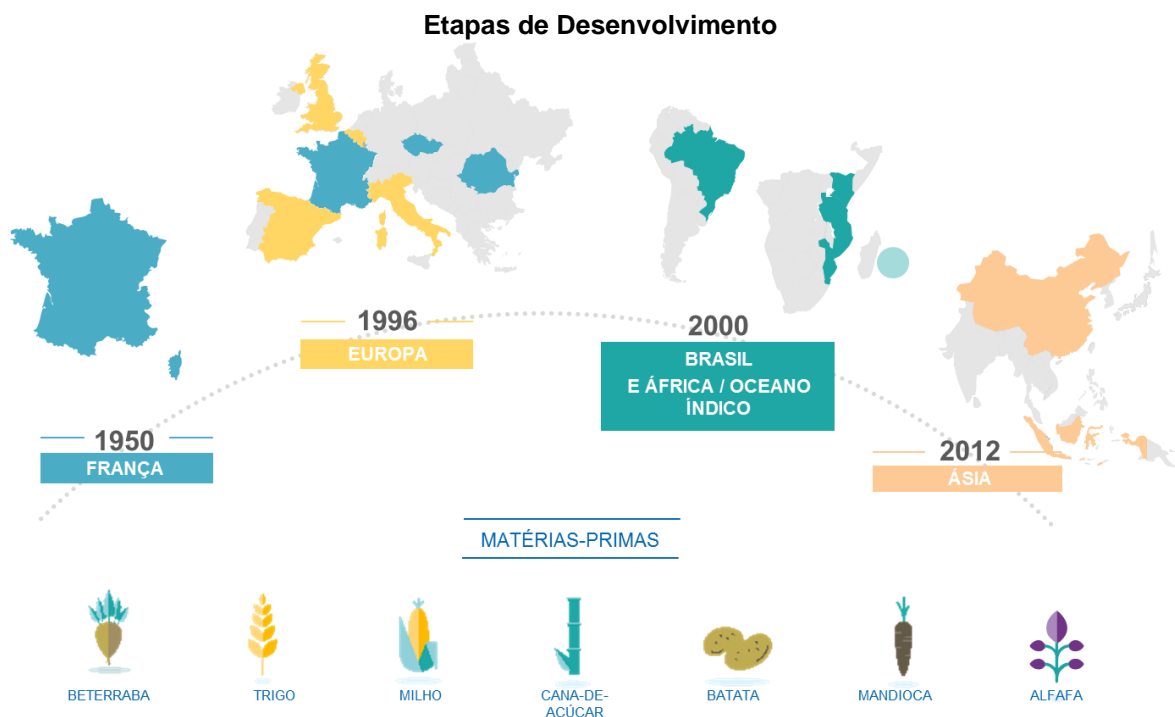 Etapas de Desenvolvimento
1950
FRANÇA
1996
EUROPA
2000
BRASIL
E ÁFRICA / OCEANO
ÍNDICO
2012
ÁSIA
MATÉRIAS-PRIMAS
BETERRABA
TRIGO
MILHO
CANA-DE-
AÇÚCAR
BATATA
MANDIOCA
ALFAFA